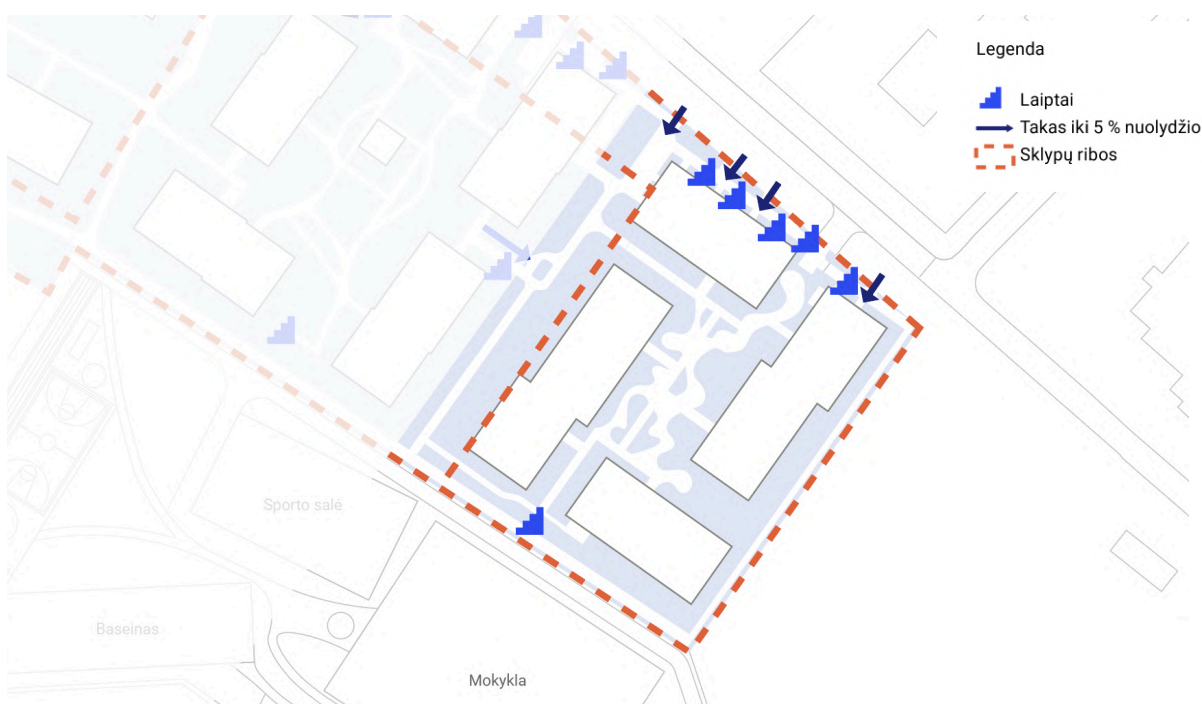 Legenda
Laiptai
Takas iki 5 % nuolydžio
Sklypų ribos
Sporto salė
Baseinas
Mokykla